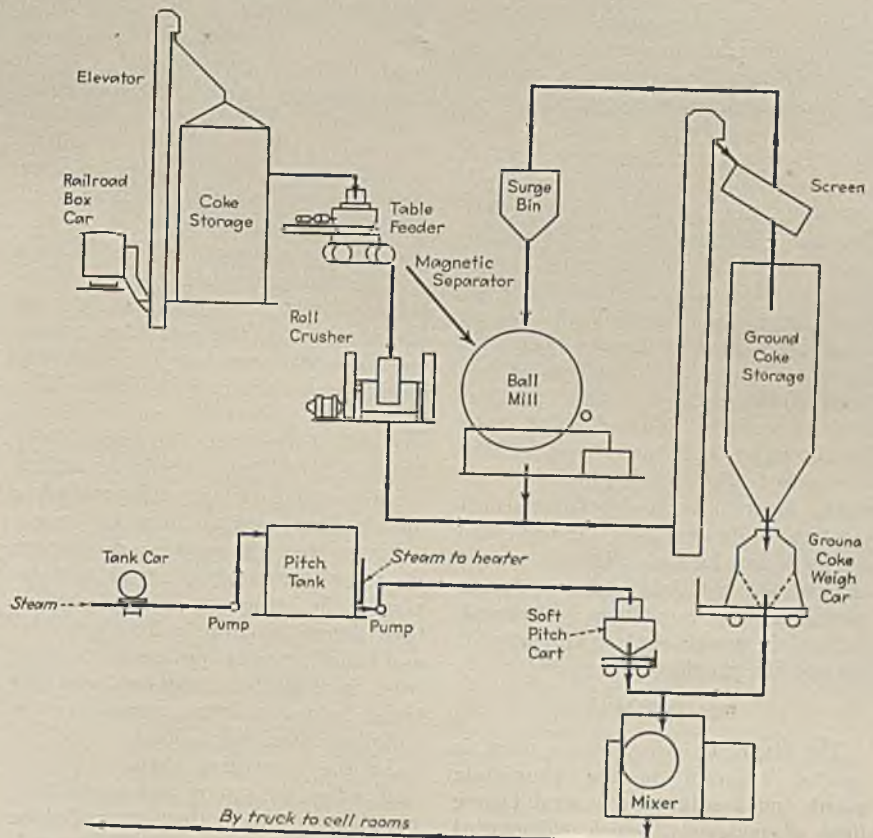 Elevator
Railroad
Box
Car
Coke
Storage
Table
Feeder
Magnetic
Separator
Surge
Bin
Screen
Roll
Crusher
Ball
Mill
Ground
Coke
Storage
Tank Car
Steam
Pump
Pitch
Tank
Steam to heater
Pump
Soft
Pitch
Cart
Ground
Coke
Weigh
Car
Mixer
By truck to cell rooms